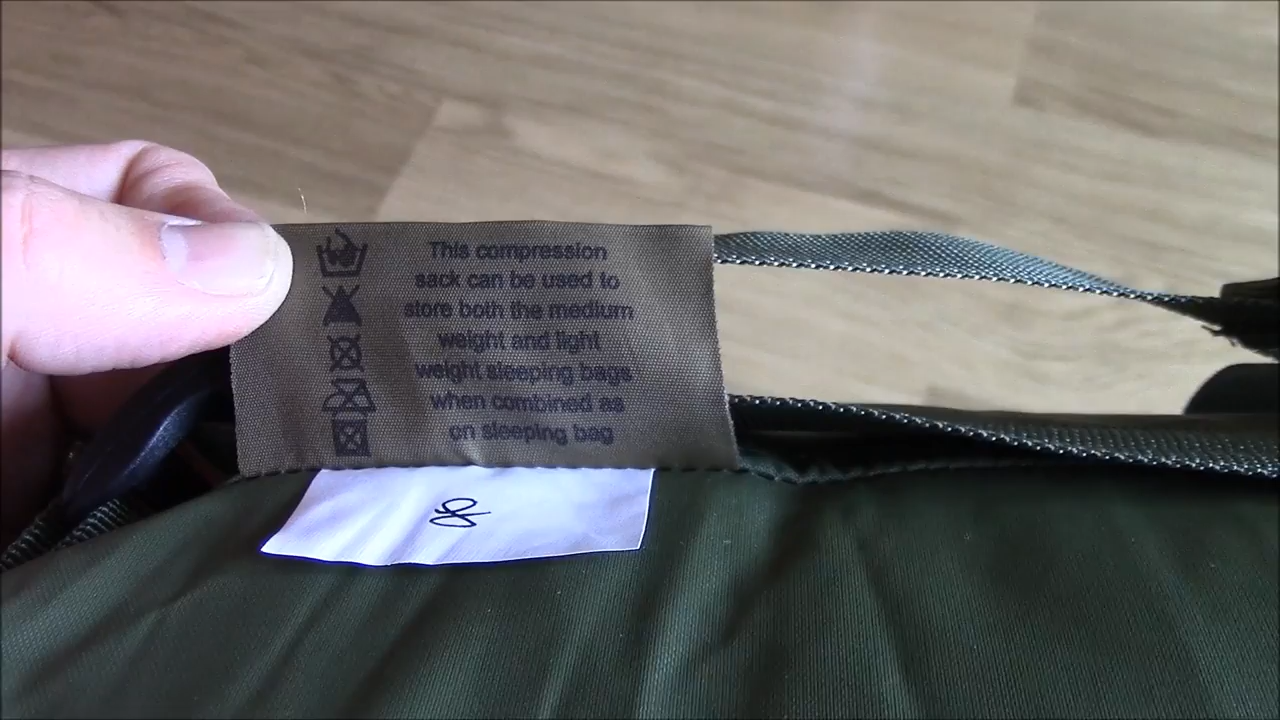 This compression
sack can be used to
store both the medium
weight and light
weight sleeping bags
when combined as
on sleeping bag